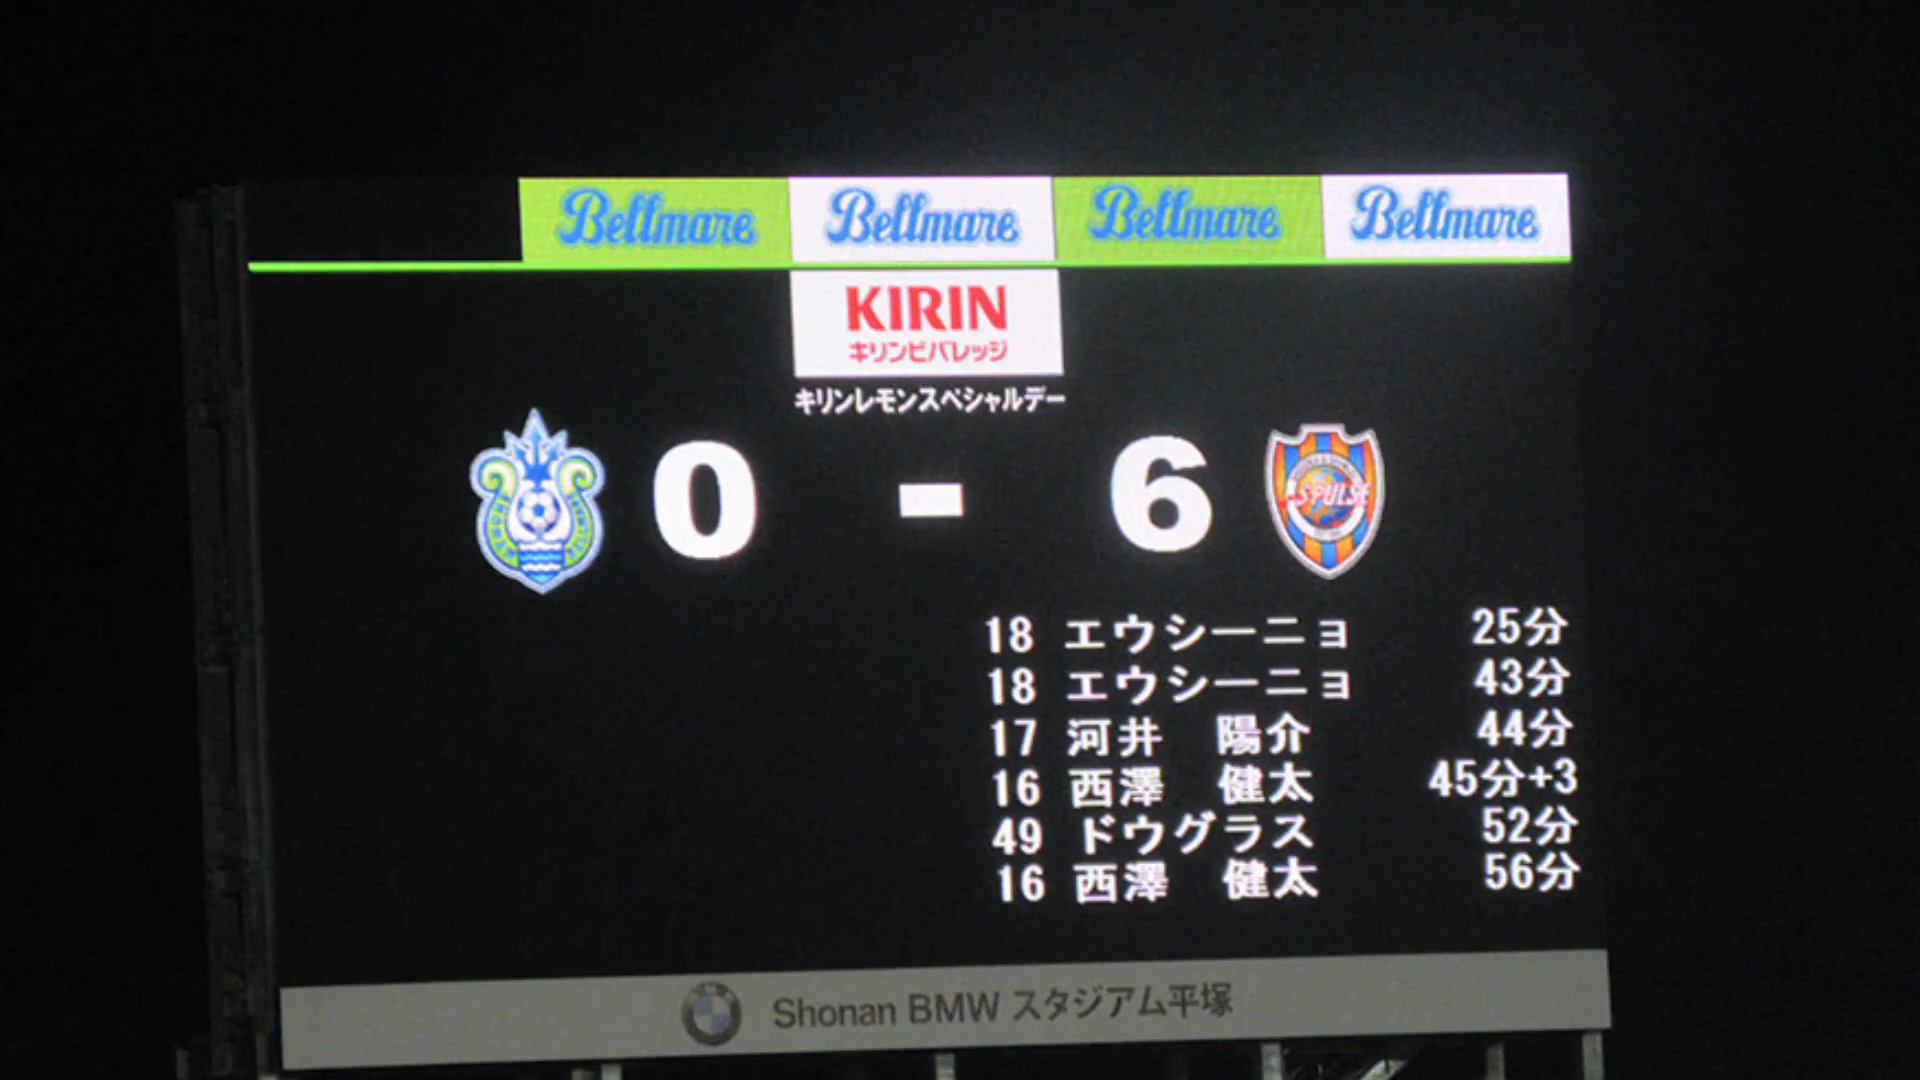 Bellmare Bellmare Bellmare Bellmare
KIRIN
キリンビバレッジ
キリンレモンスペシャルデー
0 - 6
S-PULSE
18 エウシーニョ 25分
18 エウシーニョ 43分
17 河井 陽介 44分
16 西澤 健太 45分+3
49 ドウグラス 52分
16 西澤 健太 56分
Shonan BMW スタジアム平塚